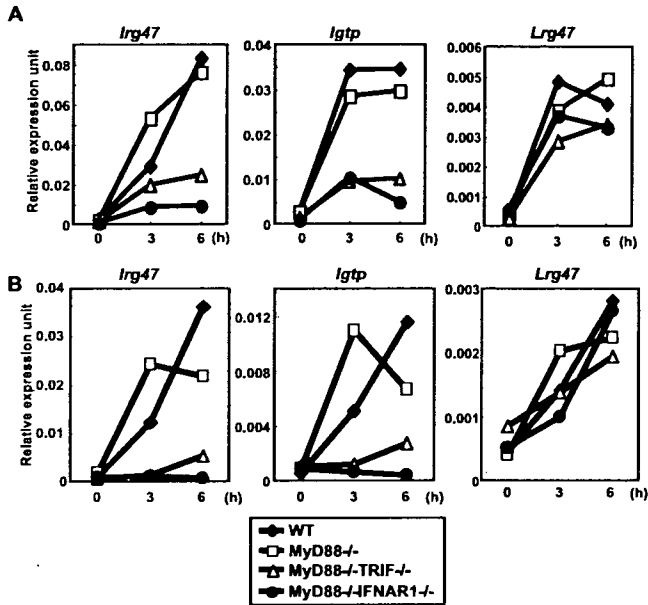 A
Irg47
Igtp
Lrg47
Relative expression unit
0.08
0.06
0.04
0.02
0
0 3 6 (h)
0.04
0.03
0.02
0.01
0
0 3 6 (h)
0.006
0.005
0.004
0.003
0.002
0.001
0
0 3 6 (h)
B
Irg47
Igtp
Lrg47
Relative expression unit
0.04
0.03
0.02
0.01
0
0 3 6 (h)
0.012
0.008
0.004
0
0 3 6 (h)
0.003
0.002
0.001
0
0 3 6 (h)
WT
MyD88-/-
MyD88-/-TRIF-/-
MyD88-/-IFNAR1-/-